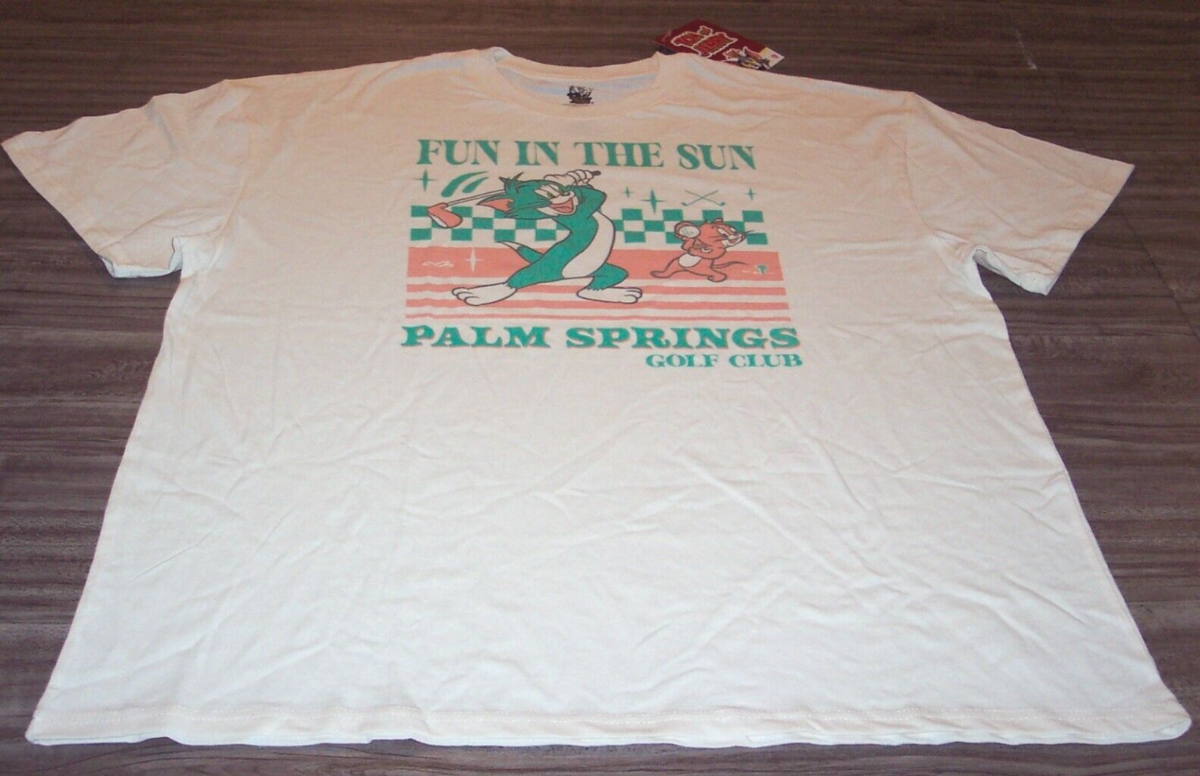 FUN IN THE SUN
PALM SPRINGS
GOLF CLUB